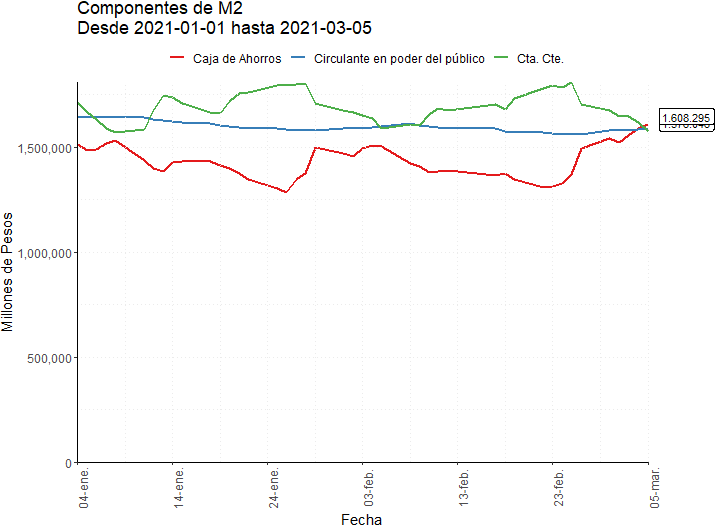 Componentes de M2
Desde 2021-01-01 hasta 2021-03-05
Caja de Ahorros
Circulante en poder del público
Cta. Cte.
Millones de Pesos
1,500,000
1,000,000
500,000
0
1.608.295
04-ene.
14-ene.
24-ene.
03-feb.
13-feb.
23-feb.
05-mar.
Fecha